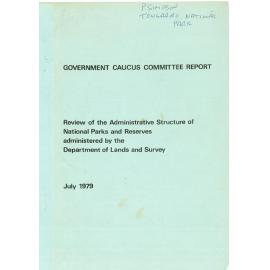 P. SIMPSON
TONGARIRO NATIONAL
PARK
GOVERNMENT CAUCUS COMMITTEE REPORT
Review of the Administrative Structure of
National Parks and Reserves
administered by the
Department of Lands and Survey
July 1979